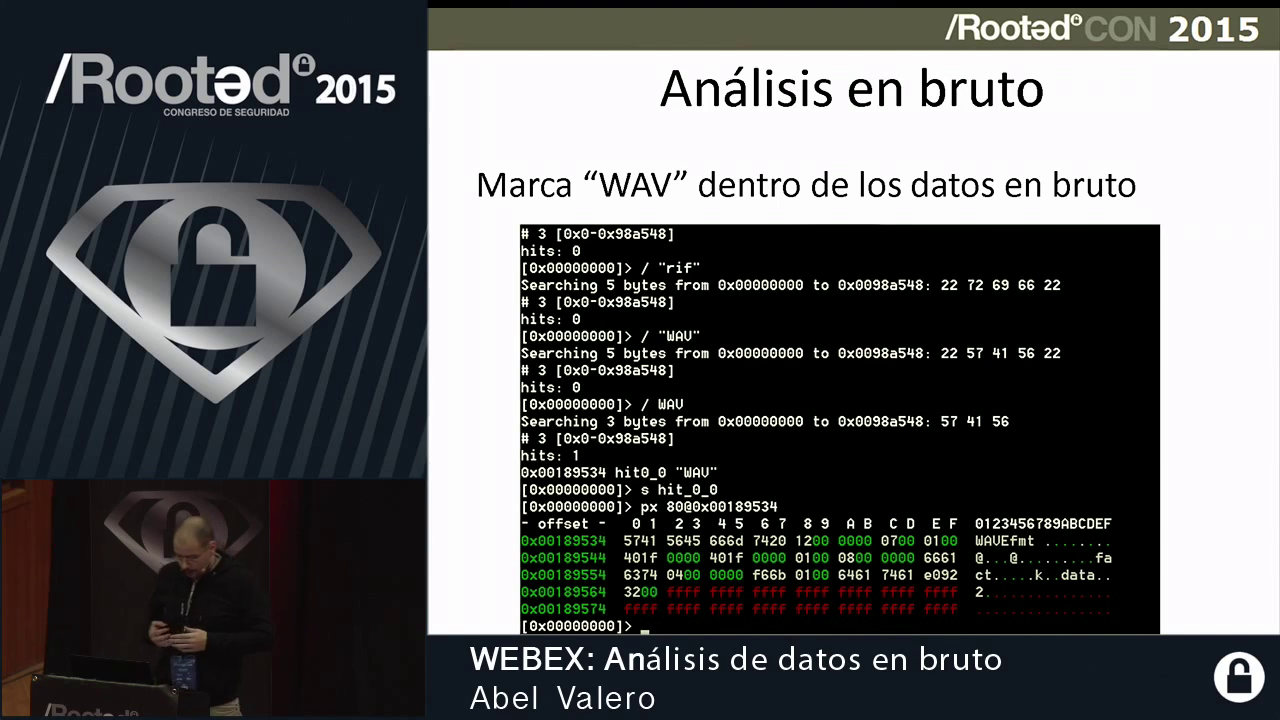 /Rooted 2015
CONGRESO DE SEGURIDAD
/Rooted CON 2015
Análisis en bruto
Marca “WAV” dentro de los datos en bruto
# 3 [0x0-0x98a548]
hits: 0
[0x00000000]> / "rif"
Searching 5 bytes from 0x00000000 to 0x0098a548: 22 72 69 66 22
# 3 [0x0-0x98a548]
hits: 0
[0x00000000]> / "WAV"
Searching 5 bytes from 0x00000000 to 0x0098a548: 22 57 41 56 22
# 3 [0x0-0x98a548]
hits: 0
[0x00000000]> / WAV
Searching 3 bytes from 0x00000000 to 0x0098a548: 57 41 56
# 3 [0x0-0x98a548]
hits: 1
0x00189534 hit0_0 "WAV"
[0x00000000]> s hit_0_0
[0x00000000]> px 80@0x00189534
- offset - 0 1 2 3 4 5 6 7 8 9 A B C D E F 0123456789ABCDEF
0x00189534 5741 5645 666d 7420 1200 0000 0700 0100 WAVEfmt ........
0x00189544 401f 0000 401f 0000 0100 0800 0000 6661 @...@.........fa
0x00189554 6374 0400 0000 f66b 0100 6461 7461 e092 ct.....k..data..
0x00189564 3200 ffff ffff ffff ffff ffff ffff ffff 2...............
0x00189574 ffff ffff ffff ffff ffff ffff ffff ffff ................
[0x00000000]>
WEBEX: Análisis de datos en bruto
Abel Valero
/Rooted